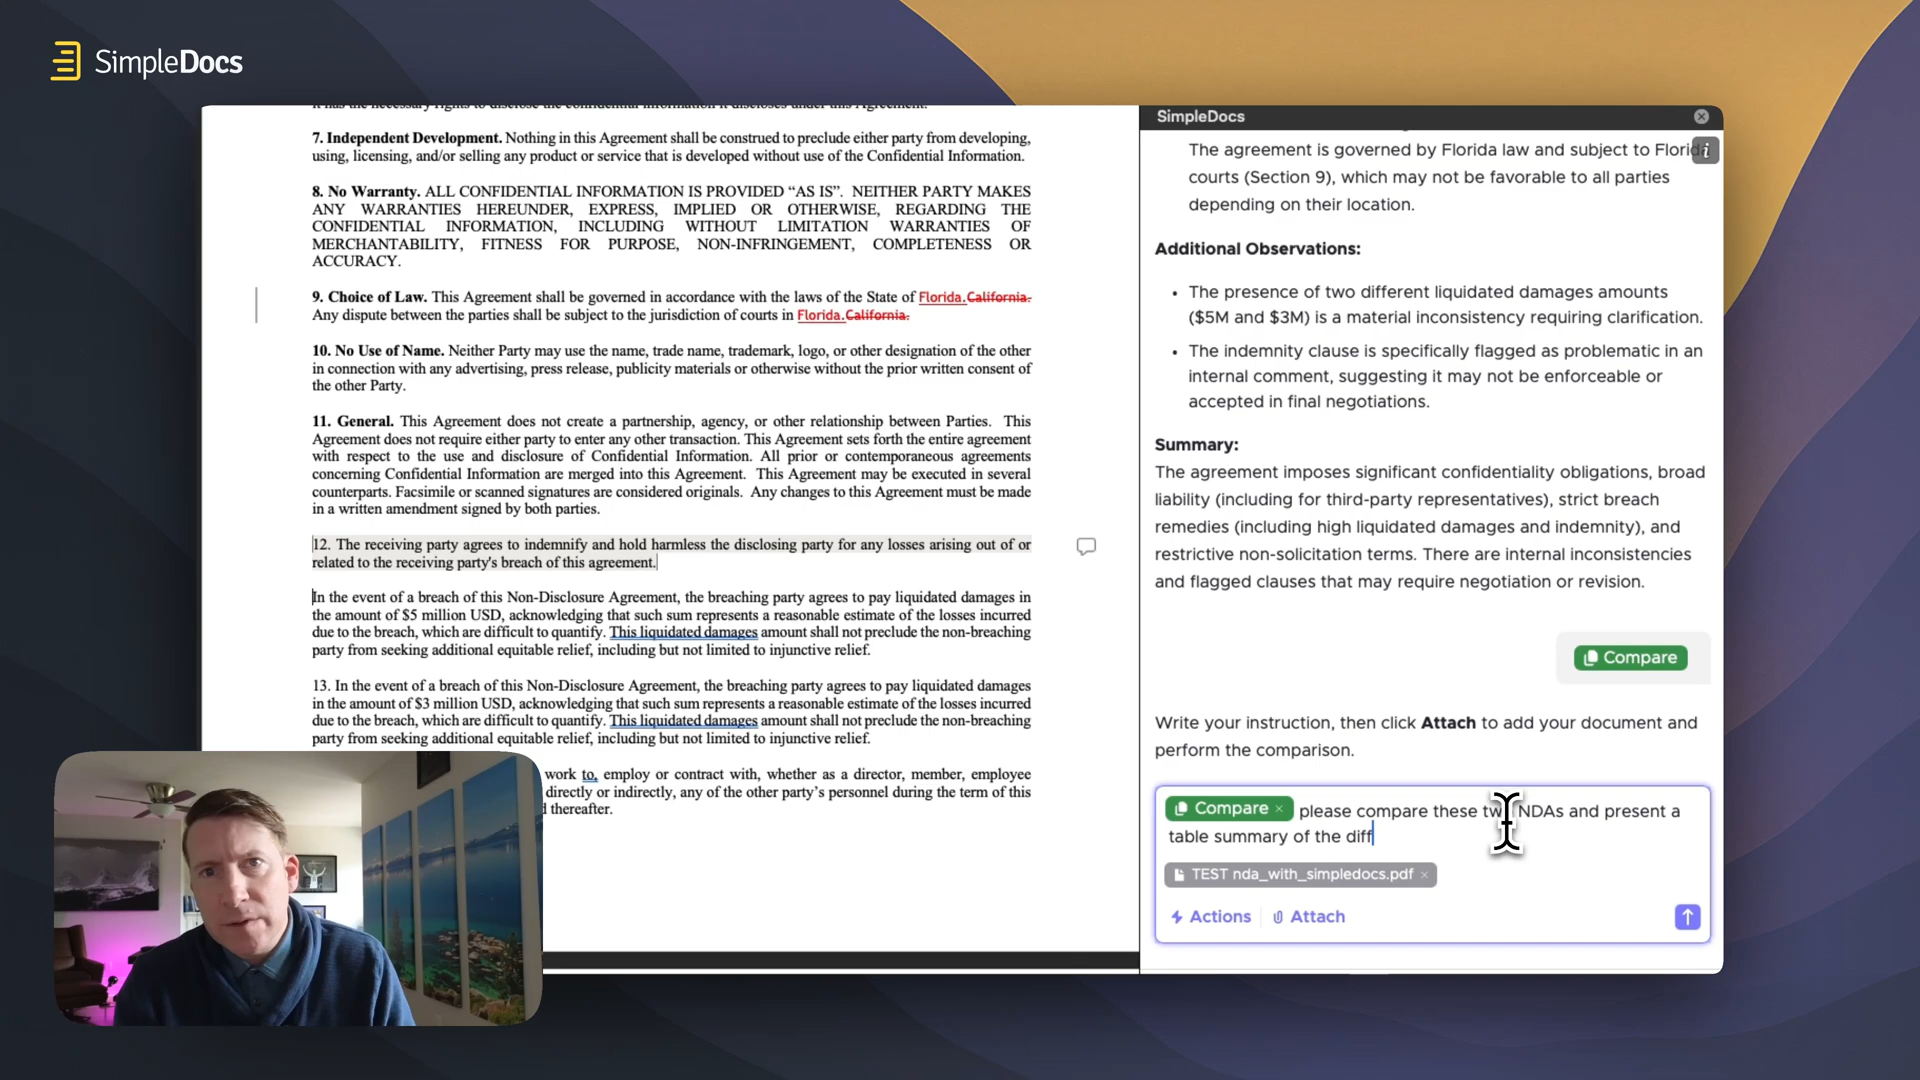 SimpleDocs
it has the necessary rights to disclose the confidential information it discloses under this Agreement.
7. Independent Development. Nothing in this Agreement shall be construed to preclude either party from developing,
using, licensing, and/or selling any product or service that is developed without use of the Confidential Information.
8. No Warranty. ALL CONFIDENTIAL INFORMATION IS PROVIDED “AS IS”. NEITHER PARTY MAKES
ANY WARRANTIES HEREUNDER, EXPRESS, IMPLIED OR OTHERWISE, REGARDING THE
CONFIDENTIAL INFORMATION, INCLUDING WITHOUT LIMITATION WARRANTIES OF
MERCHANTABILITY, FITNESS FOR PURPOSE, NON-INFRINGEMENT, COMPLETENESS OR
ACCURACY.
9. Choice of Law. This Agreement shall be governed in accordance with the laws of the State of Florida.California.
Any dispute between the parties shall be subject to the jurisdiction of courts in Florida.California.
10. No Use of Name. Neither Party may use the name, trade name, trademark, logo, or other designation of the other
in connection with any advertising, press release, publicity materials or otherwise without the prior written consent of
the other Party.
11. General. This Agreement does not create a partnership, agency, or other relationship between Parties. This
Agreement does not require either party to enter any other transaction. This Agreement sets forth the entire agreement
with respect to the use and disclosure of Confidential Information. All prior or contemporaneous agreements
concerning Confidential Information are merged into this Agreement. This Agreement may be executed in several
counterparts. Facsimile or scanned signatures are considered originals. Any changes to this Agreement must be made
in a written amendment signed by both parties.
12. The receiving party agrees to indemnify and hold harmless the disclosing party for any losses arising out of or
related to the receiving party's breach of this agreement.
In the event of a breach of this Non-Disclosure Agreement, the breaching party agrees to pay liquidated damages in
the amount of $5 million USD, acknowledging that such sum represents a reasonable estimate of the losses incurred
due to the breach, which are difficult to quantify. This liquidated damages amount shall not preclude the non-breaching
party from seeking additional equitable relief, including but not limited to injunctive relief.
13. In the event of a breach of this Non-Disclosure Agreement, the breaching party agrees to pay liquidated damages
in the amount of $3 million USD, acknowledging that such sum represents a reasonable estimate of the losses incurred
due to the breach, which are difficult to quantify. This liquidated damages amount shall not preclude the non-breaching
party from seeking additional equitable relief, including but not limited to injunctive relief.
work to, employ or contract with, whether as a director, member, employee
directly or indirectly, any of the other party’s personnel during the term of this
d thereafter.
SimpleDocs
The agreement is governed by Florida law and subject to Florida
courts (Section 9), which may not be favorable to all parties
depending on their location.
Additional Observations:
• The presence of two different liquidated damages amounts
($5M and $3M) is a material inconsistency requiring clarification.
• The indemnity clause is specifically flagged as problematic in an
internal comment, suggesting it may not be enforceable or
accepted in final negotiations.
Summary:
The agreement imposes significant confidentiality obligations, broad
liability (including for third-party representatives), strict breach
remedies (including high liquidated damages and indemnity), and
restrictive non-solicitation terms. There are internal inconsistencies
and flagged clauses that may require negotiation or revision.
Compare
Write your instruction, then click Attach to add your document and
perform the comparison.
Compare × please compare these two NDAs and present a
table summary of the diff
TEST nda_with_simpledocs.pdf ×
Actions Attach